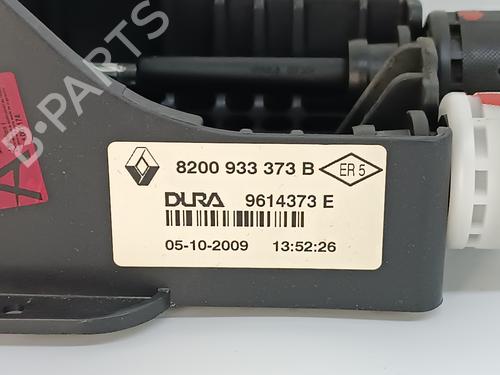 8200 933 373 B
ER 5
DURA 9614373 E
05-10-2009 13:52:26
B-PARTS